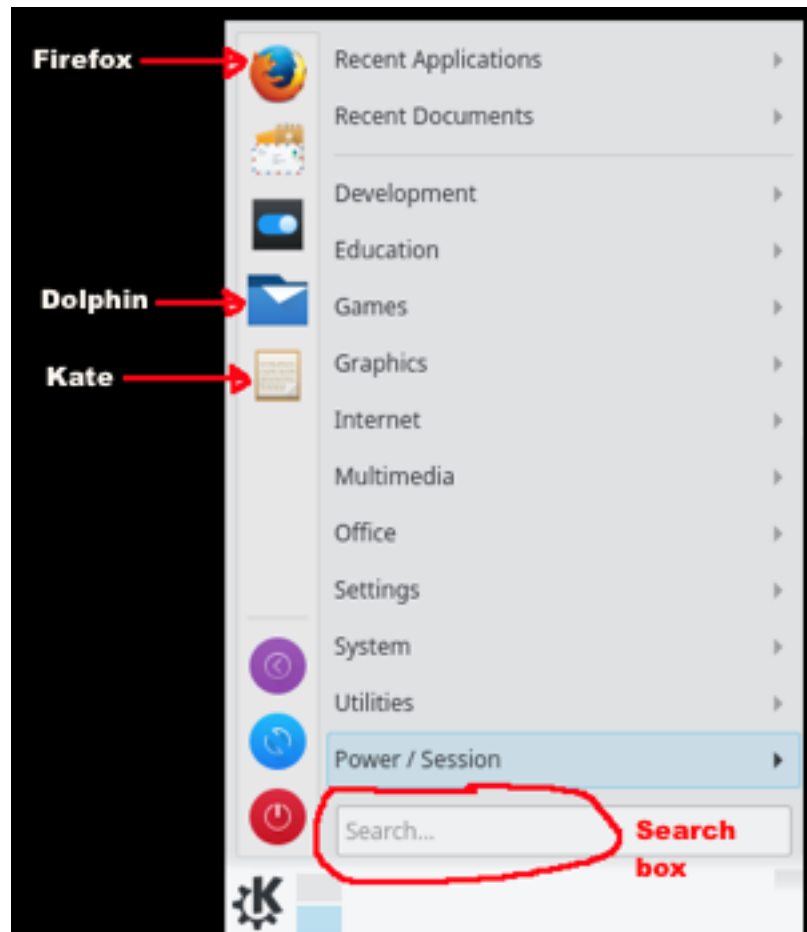 Firefox
Recent Applications
Recent Documents
Development
Education
Dolphin
Games
Kate
Graphics
Internet
Multimedia
Office
Settings
System
Utilities
Power / Session
Search...
Search
box
K